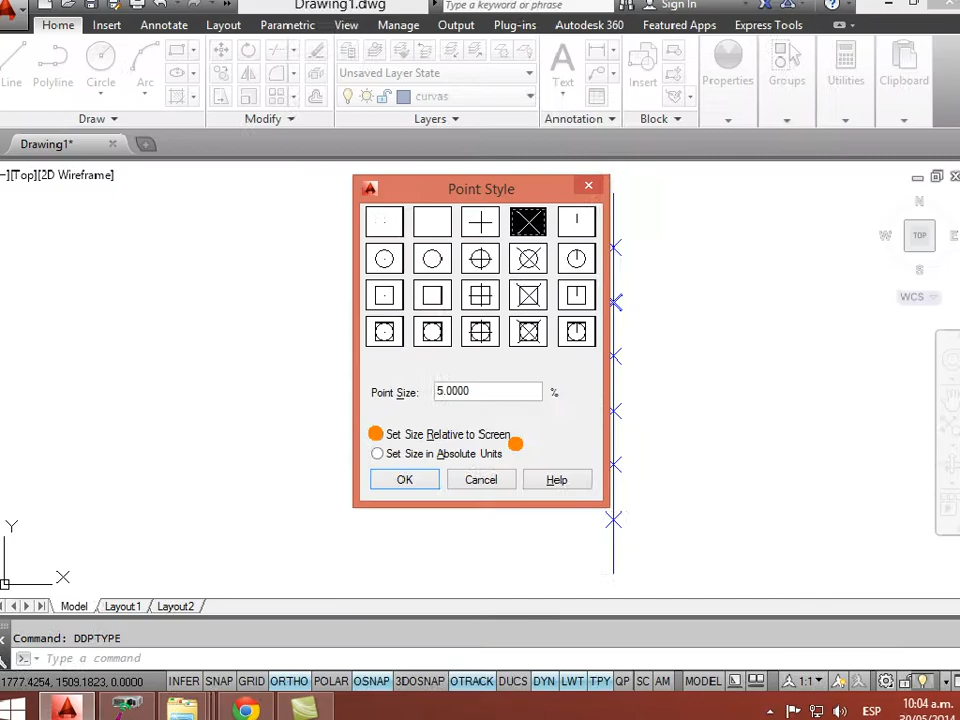 Drawing1.dwg
Type a keyword or phrase
Sign In
Home Insert Annotate Layout Parametric View Manage Output Plug-ins Autodesk 360 Featured Apps Express Tools
Line Polyline Circle Arc
Unsaved Layer State
curvas
Text
Insert
Properties
Groups
Utilities
Clipboard
Draw
Modify
Layers
Annotation
Block
Drawing1*
[Top][2D Wireframe]
N
W
TOP
E
S
WCS
Point Style
Point Size: 5.0000 %
Set Size Relative to Screen
Set Size in Absolute Units
OK Cancel Help
Y
X
Model Layout1 Layout2
Command: DDPTYPE
Type a command
1777.4254, 1509.1823, 0.0000 INFER SNAP GRID ORTHO POLAR OSNAP 3DOSNAP OTRACK DUCS DYN LWT TPY QP SC AM MODEL 1:1
ESP
10:04 a.m.
30/05/2014